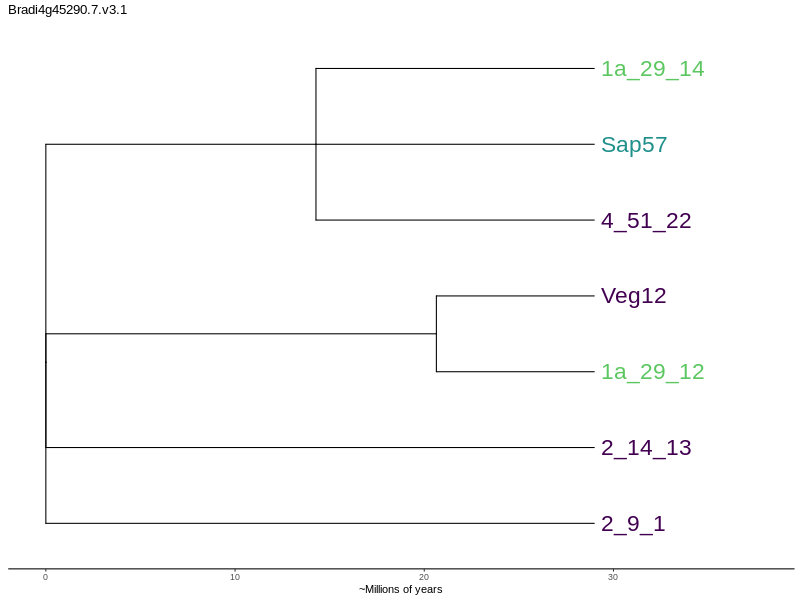 Bradi4g45290.7.v3.1
1a_29_14
Sap57
4_51_22
Veg12
1a_29_12
2_14_13
2_9_1
0 10 20 30
~Millions of years